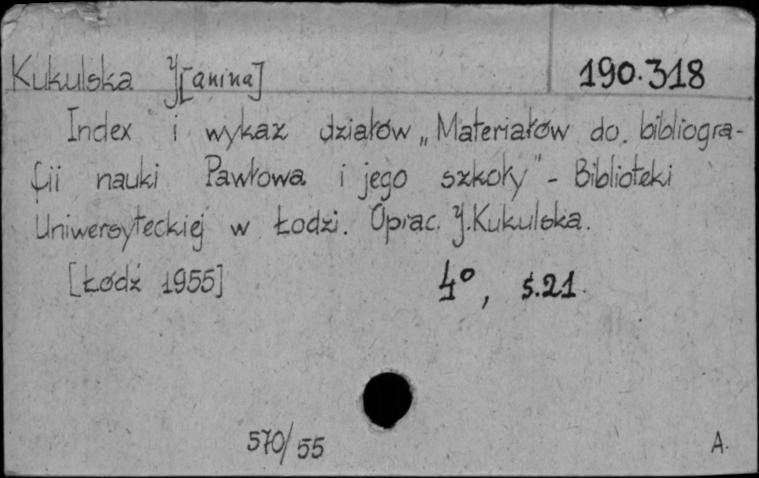 Kukulska J[anina] 190.318
Index i wykaz działów „Materiałów do bibliogra-
fii nauki Pawłowa i jego szkoły" - Biblioteki
Uniwersyteckiej w Łodzi. Oprac. J. Kukulska.
[Łódź 1955] 4°, s.21.
570/55 A.